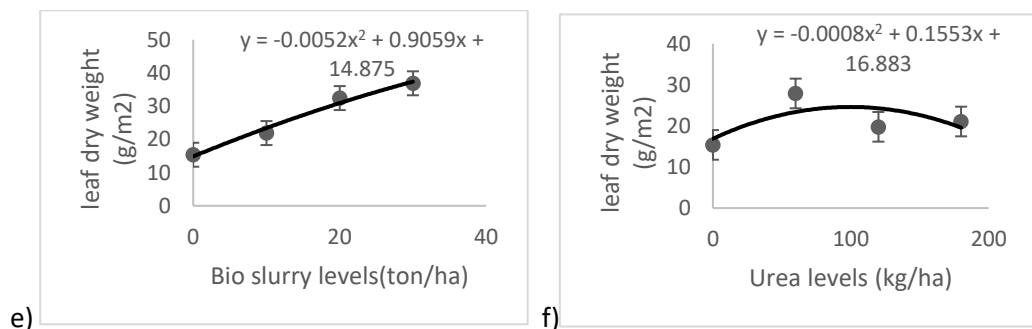 y = -0.0052x² + 0.9059x +
14.875
leaf dry weight
(g/m2)
50
40
30
20
10
0
0
20
40
Bio slurry levels(ton/ha)
e)
y = -0.0008x² + 0.1553x +
16.883
leaf dry weight
(g/m2)
40
30
20
10
0
0
100
200
Urea levels (kg/ha)
f)